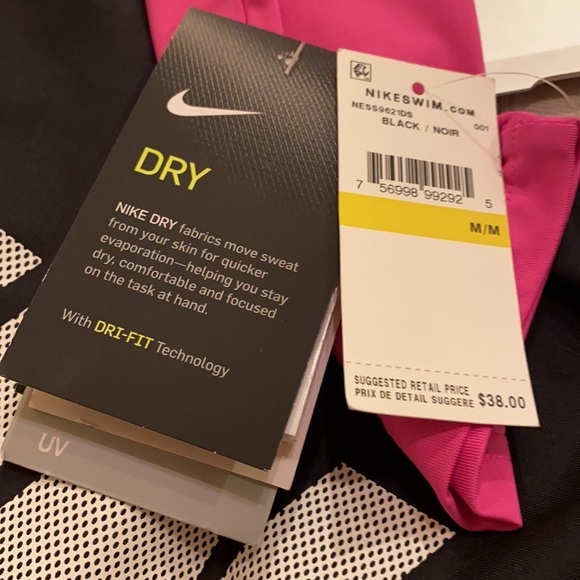 DRY
NIKE DRY fabrics move sweat
from your skin for quicker
evaporation—helping you stay
dry, comfortable and focused
on the task at hand.
With DRI-FIT Technology
UV
NIKESWIM.COM
NESS9621DS 001
BLACK / NOIR
7 56998 99292 5
M/M
SUGGESTED RETAIL PRICE
PRIX DE DETAIL SUGGERE $38.00